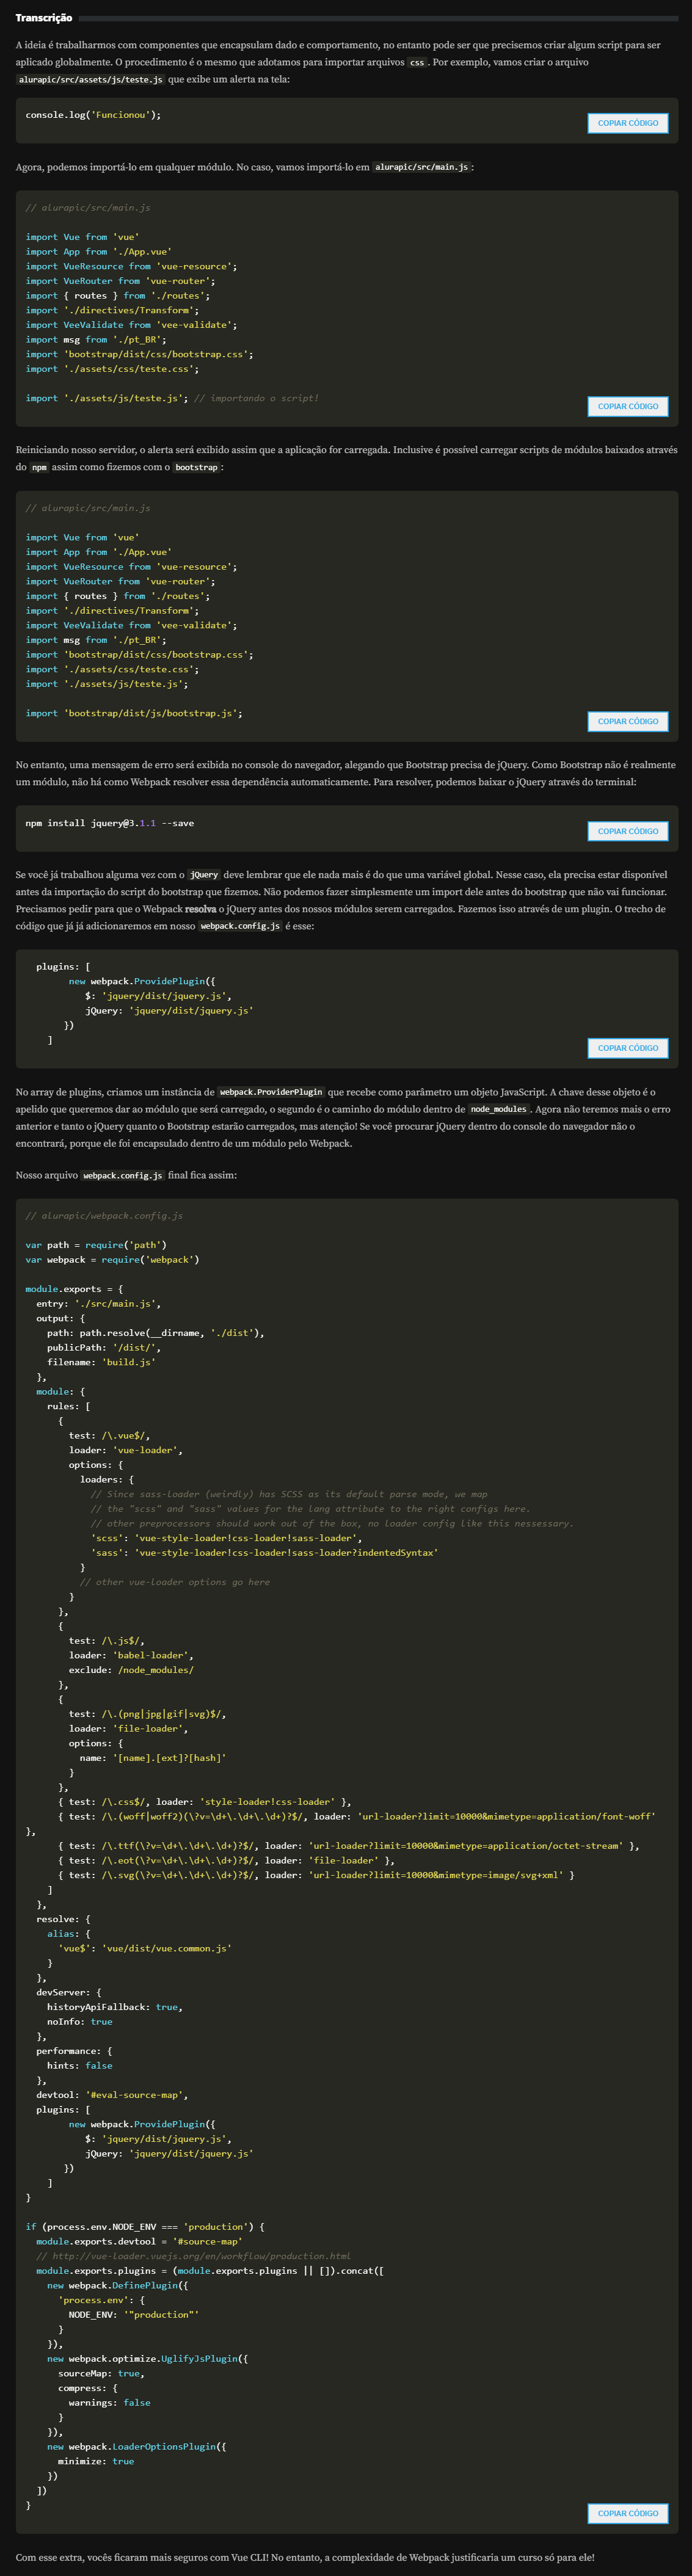 Transcrição
A ideia é trabalharmos com componentes que encapsulam dado e comportamento, no entanto pode ser que precisemos criar algum script para ser
aplicado globalmente. O procedimento é o mesmo que adotamos para importar arquivos css . Por exemplo, vamos criar o arquivo
alurapic/src/assets/js/teste.js que exibe um alerta na tela:
console.log('Funcionou');
COPIAR CÓDIGO
Agora, podemos importá-lo em qualquer módulo. No caso, vamos importá-lo em alurapic/src/main.js :
// alurapic/src/main.js
import Vue from 'vue'
import App from './App.vue'
import VueResource from 'vue-resource';
import VueRouter from 'vue-router';
import { routes } from './routes';
import './directives/Transform';
import VeeValidate from 'vee-validate';
import msg from './pt_BR';
import 'bootstrap/dist/css/bootstrap.css';
import './assets/css/teste.css';
import './assets/js/teste.js'; // importando o script!
COPIAR CÓDIGO
Reiniciando nosso servidor, o alerta será exibido assim que a aplicação for carregada. Inclusive é possível carregar scripts de módulos baixados através
do npm assim como fizemos com o bootstrap :
// alurapic/src/main.js
import Vue from 'vue'
import App from './App.vue'
import VueResource from 'vue-resource';
import VueRouter from 'vue-router';
import { routes } from './routes';
import './directives/Transform';
import VeeValidate from 'vee-validate';
import msg from './pt_BR';
import 'bootstrap/dist/css/bootstrap.css';
import './assets/css/teste.css';
import './assets/js/teste.js';
import 'bootstrap/dist/js/bootstrap.js';
COPIAR CÓDIGO
No entanto, uma mensagem de erro será exibida no console do navegador, alegando que Bootstrap precisa de jQuery. Como Bootstrap não é realmente
um módulo, não há como Webpack resolver essa dependência automaticamente. Para resolver, podemos baixar o jQuery através do terminal:
npm install jquery@3.1.1 --save
COPIAR CÓDIGO
Se você já trabalhou alguma vez com o jQuery deve lembrar que ele nada mais é do que uma variável global. Nesse caso, ela precisa estar disponível
antes da importação do script do bootstrap que fizemos. Não podemos fazer simplesmente um import dele antes do bootstrap que não vai funcionar.
Precisamos pedir para que o Webpack resolva o jQuery antes dos nossos módulos serem carregados. Fazemos isso através de um plugin. O trecho de
código que já já adicionaremos em nosso webpack.config.js é esse:
plugins: [
new webpack.ProvidePlugin({
$: 'jquery/dist/jquery.js',
jQuery: 'jquery/dist/jquery.js'
})
]
COPIAR CÓDIGO
No array de plugins, criamos um instância de webpack.ProviderPlugin que recebe como parâmetro um objeto JavaScript. A chave desse objeto é o
apelido que queremos dar ao módulo que será carregado, o segundo é o caminho do módulo dentro de node_modules . Agora não teremos mais o erro
anterior e tanto o jQuery quanto o Bootstrap estarão carregados, mas atenção! Se você procurar jQuery dentro do console do navegador não o
encontrará, porque ele foi encapsulado dentro de um módulo pelo Webpack.
Nosso arquivo webpack.config.js final fica assim:
// alurapic/webpack.config.js
var path = require('path')
var webpack = require('webpack')
module.exports = {
entry: './src/main.js',
output: {
path: path.resolve(__dirname, './dist'),
publicPath: '/dist/',
filename: 'build.js'
},
module: {
rules: [
{
test: /\.vue$/,
loader: 'vue-loader',
options: {
loaders: {
// Since sass-loader (weirdly) has SCSS as its default parse mode, we map
// the "scss" and "sass" values for the lang attribute to the right configs here.
// other preprocessors should work out of the box, no loader config like this nessessary.
'scss': 'vue-style-loader!css-loader!sass-loader',
'sass': 'vue-style-loader!css-loader!sass-loader?indentedSyntax'
}
// other vue-loader options go here
}
},
{
test: /\.js$/,
loader: 'babel-loader',
exclude: /node_modules/
},
{
test: /\.(png|jpg|gif|svg)$/,
loader: 'file-loader',
options: {
name: '[name].[ext]?[hash]'
}
},
{ test: /\.css$/, loader: 'style-loader!css-loader' },
{ test: /\.(woff|woff2)(\?v=\d+\.\d+\.\d+)?$/, loader: 'url-loader?limit=10000&mimetype=application/font-woff'
},
{ test: /\.ttf(\?v=\d+\.\d+\.\d+)?$/, loader: 'url-loader?limit=10000&mimetype=application/octet-stream' },
{ test: /\.eot(\?v=\d+\.\d+\.\d+)?$/, loader: 'file-loader' },
{ test: /\.svg(\?v=\d+\.\d+\.\d+)?$/, loader: 'url-loader?limit=10000&mimetype=image/svg+xml' }
]
},
resolve: {
alias: {
'vue$': 'vue/dist/vue.common.js'
}
},
devServer: {
historyApiFallback: true,
noInfo: true
},
performance: {
hints: false
},
devtool: '#eval-source-map',
plugins: [
new webpack.ProvidePlugin({
$: 'jquery/dist/jquery.js',
jQuery: 'jquery/dist/jquery.js'
})
]
}
if (process.env.NODE_ENV === 'production') {
module.exports.devtool = '#source-map'
// http://vue-loader.vuejs.org/en/workflow/production.html
module.exports.plugins = (module.exports.plugins || []).concat([
new webpack.DefinePlugin({
'process.env': {
NODE_ENV: '"production"'
}
}),
new webpack.optimize.UglifyJsPlugin({
sourceMap: true,
compress: {
warnings: false
}
}),
new webpack.LoaderOptionsPlugin({
minimize: true
})
])
}
COPIAR CÓDIGO
Com esse extra, vocês ficaram mais seguros com Vue CLI! No entanto, a complexidade de Webpack justificaria um curso só para ele!